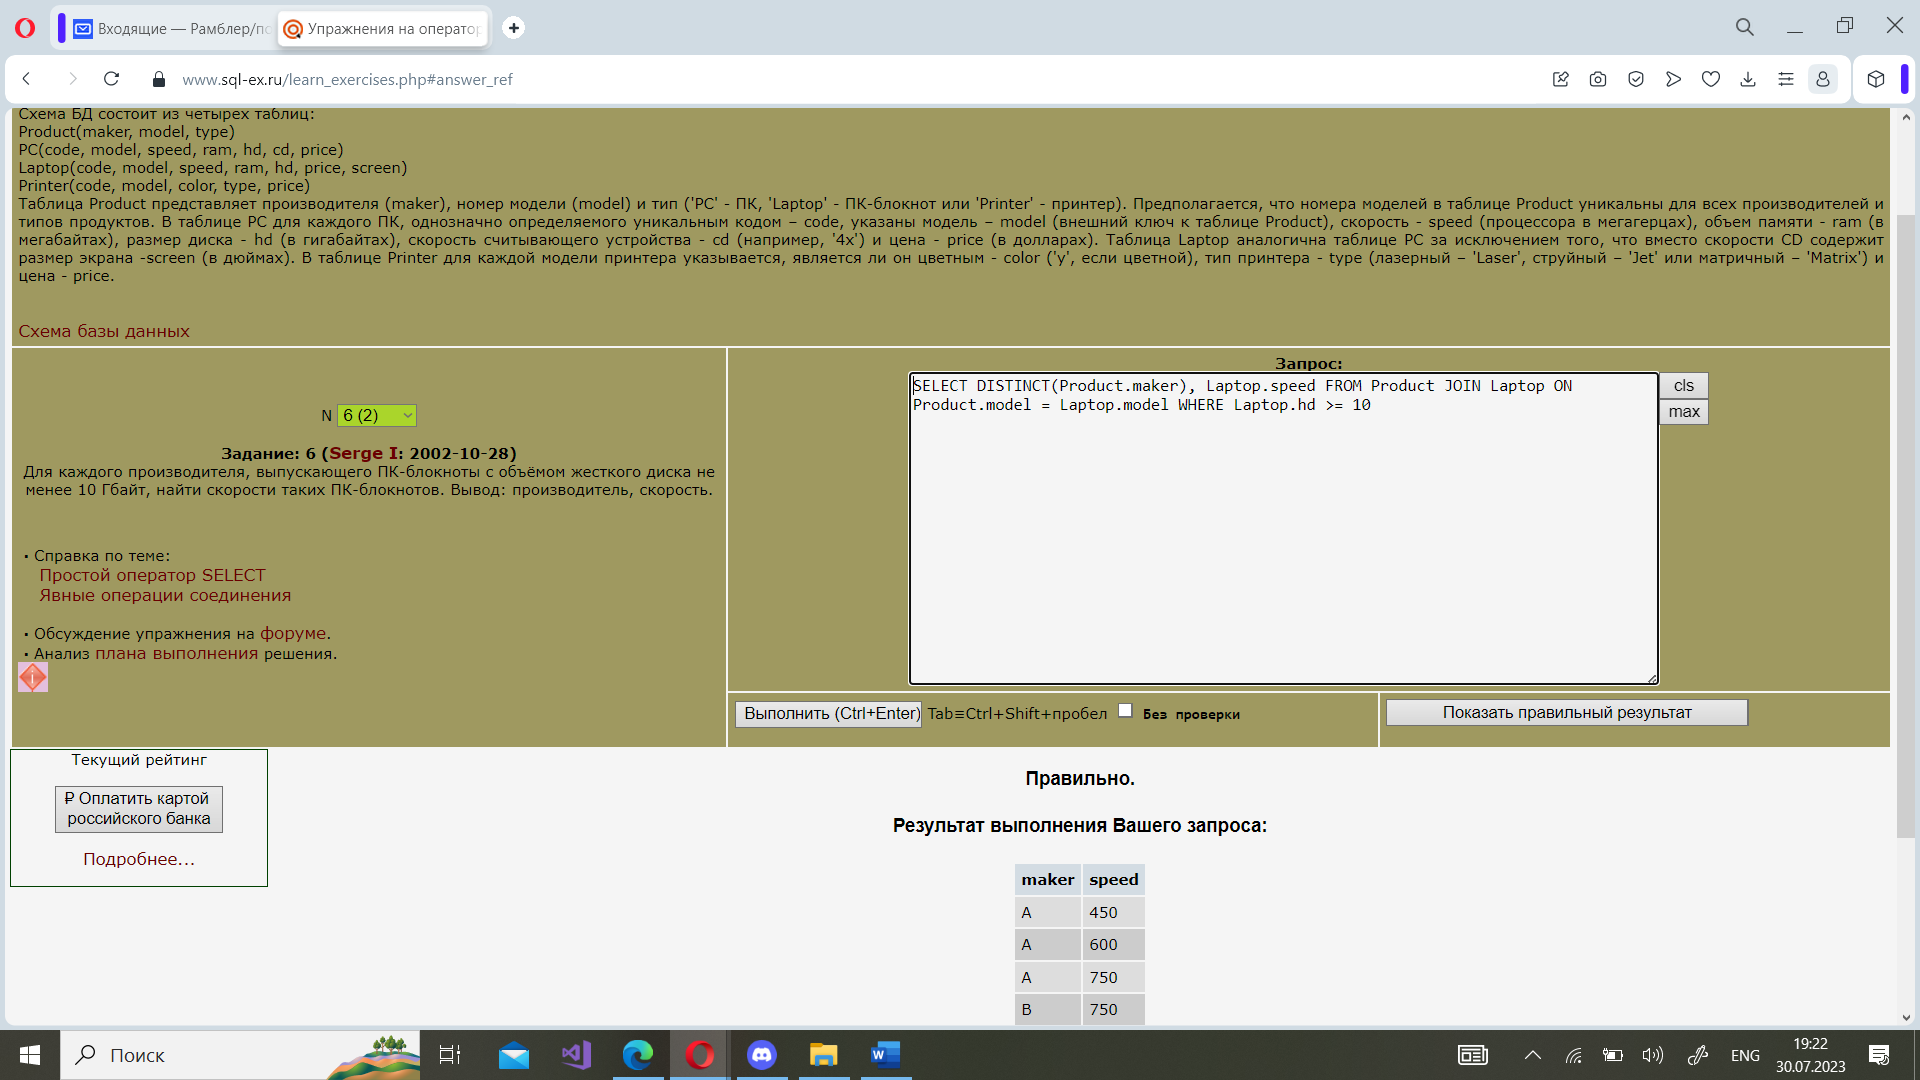 Входящие — Рамблер/по
Упражнения на оператор
www.sql-ex.ru/learn_exercises.php#answer_ref
Схема БД состоит из четырех таблиц:
Product(maker, model, type)
PC(code, model, speed, ram, hd, cd, price)
Laptop(code, model, speed, ram, hd, price, screen)
Printer(code, model, color, type, price)
Таблица Product представляет производителя (maker), номер модели (model) и тип ('PC' - ПК, 'Laptop' - ПК-блокнот или 'Printer' - принтер). Предполагается, что номера моделей в таблице Product уникальны для всех производителей и
типов продуктов. В таблице PC для каждого ПК, однозначно определяемого уникальным кодом – code, указаны модель – model (внешний ключ к таблице Product), скорость - speed (процессора в мегагерцах), объем памяти - ram (в
мегабайтах), размер диска - hd (в гигабайтах), скорость считывающего устройства - cd (например, '4x') и цена - price (в долларах). Таблица Laptop аналогична таблице РС за исключением того, что вместо скорости CD содержит
размер экрана -screen (в дюймах). В таблице Printer для каждой модели принтера указывается, является ли он цветным - color ('y', если цветной), тип принтера - type (лазерный – 'Laser', струйный – 'Jet' или матричный – 'Matrix') и
цена - price.
Схема базы данных
N 6 (2)
Задание: 6 (Serge I: 2002-10-28)
Для каждого производителя, выпускающего ПК-блокноты c объёмом жесткого диска не
менее 10 Гбайт, найти скорости таких ПК-блокнотов. Вывод: производитель, скорость.
· Справка по теме:
Простой оператор SELECT
Явные операции соединения
· Обсуждение упражнения на форуме.
· Анализ плана выполнения решения.
Запрос:
SELECT DISTINCT(Product.maker), Laptop.speed FROM Product JOIN Laptop ON
Product.model = Laptop.model WHERE Laptop.hd >= 10
cls
max
Выполнить (Ctrl+Enter) Tab≡Ctrl+Shift+пробел Без проверки
Показать правильный результат
Текущий рейтинг
₽ Оплатить картой
российского банка
Подробнее...
Правильно.
Результат выполнения Вашего запроса:
maker speed
A 450
A 600
A 750
B 750
Поиск
ENG
19:22
30.07.2023